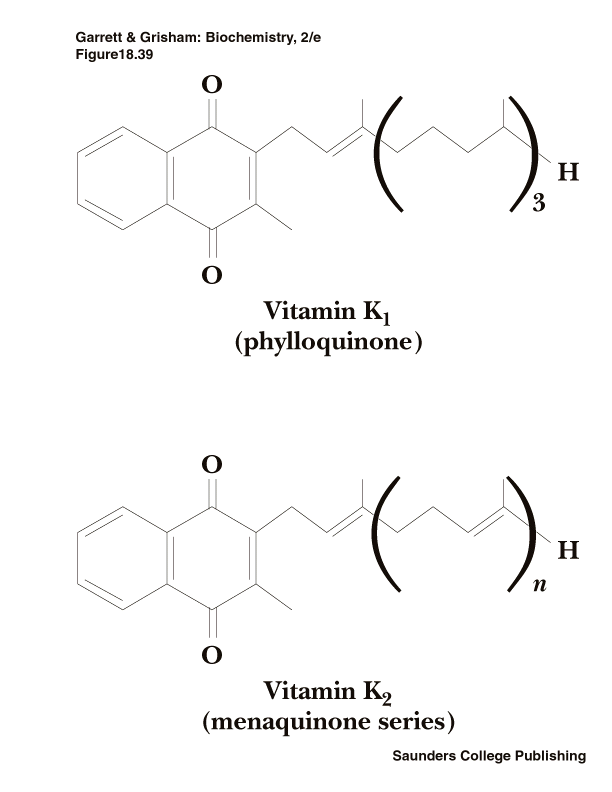 Garrett & Grisham: Biochemistry, 2/e
Figure18.39
O
H
3
O
Vitamin K1
(phylloquinone)
O
H
n
O
Vitamin K2
(menaquinone series)
Saunders College Publishing